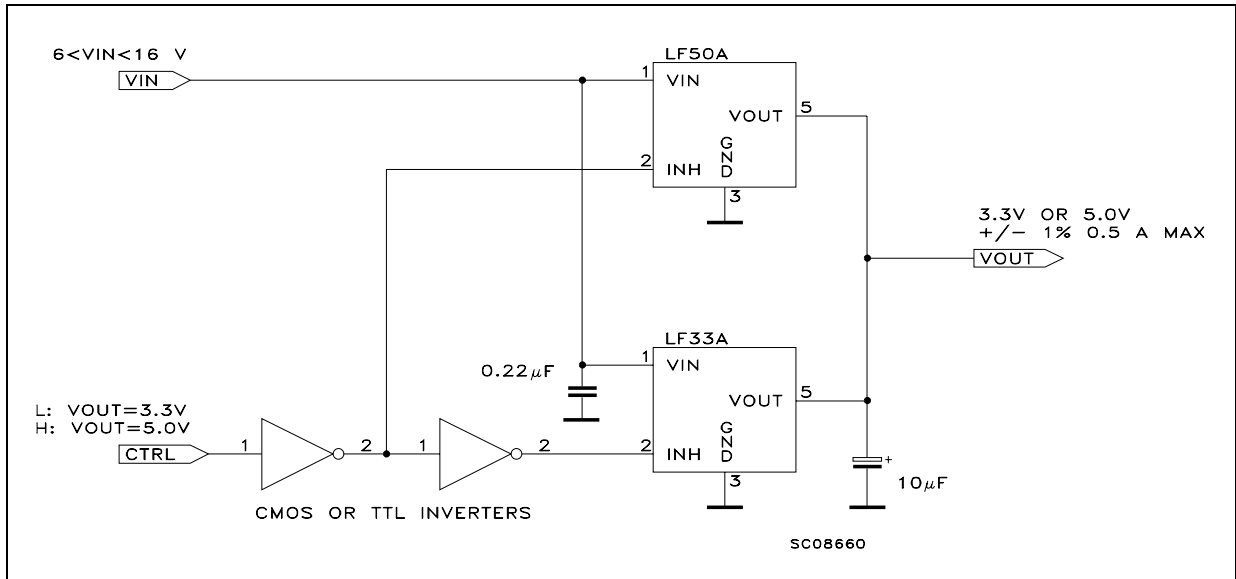 6<VIN<16 V
VIN
LF50A
1
VIN
VOUT
5
2
INH
GND
3
3.3V OR 5.0V
+/- 1% 0.5 A MAX
VOUT
LF33A
1
VIN
0.22µF
VOUT
5
L: VOUT=3.3V
H: VOUT=5.0V
CTRL
1
2
1
2
2
INH
GND
3
+
10µF
CMOS OR TTL INVERTERS
SC08660